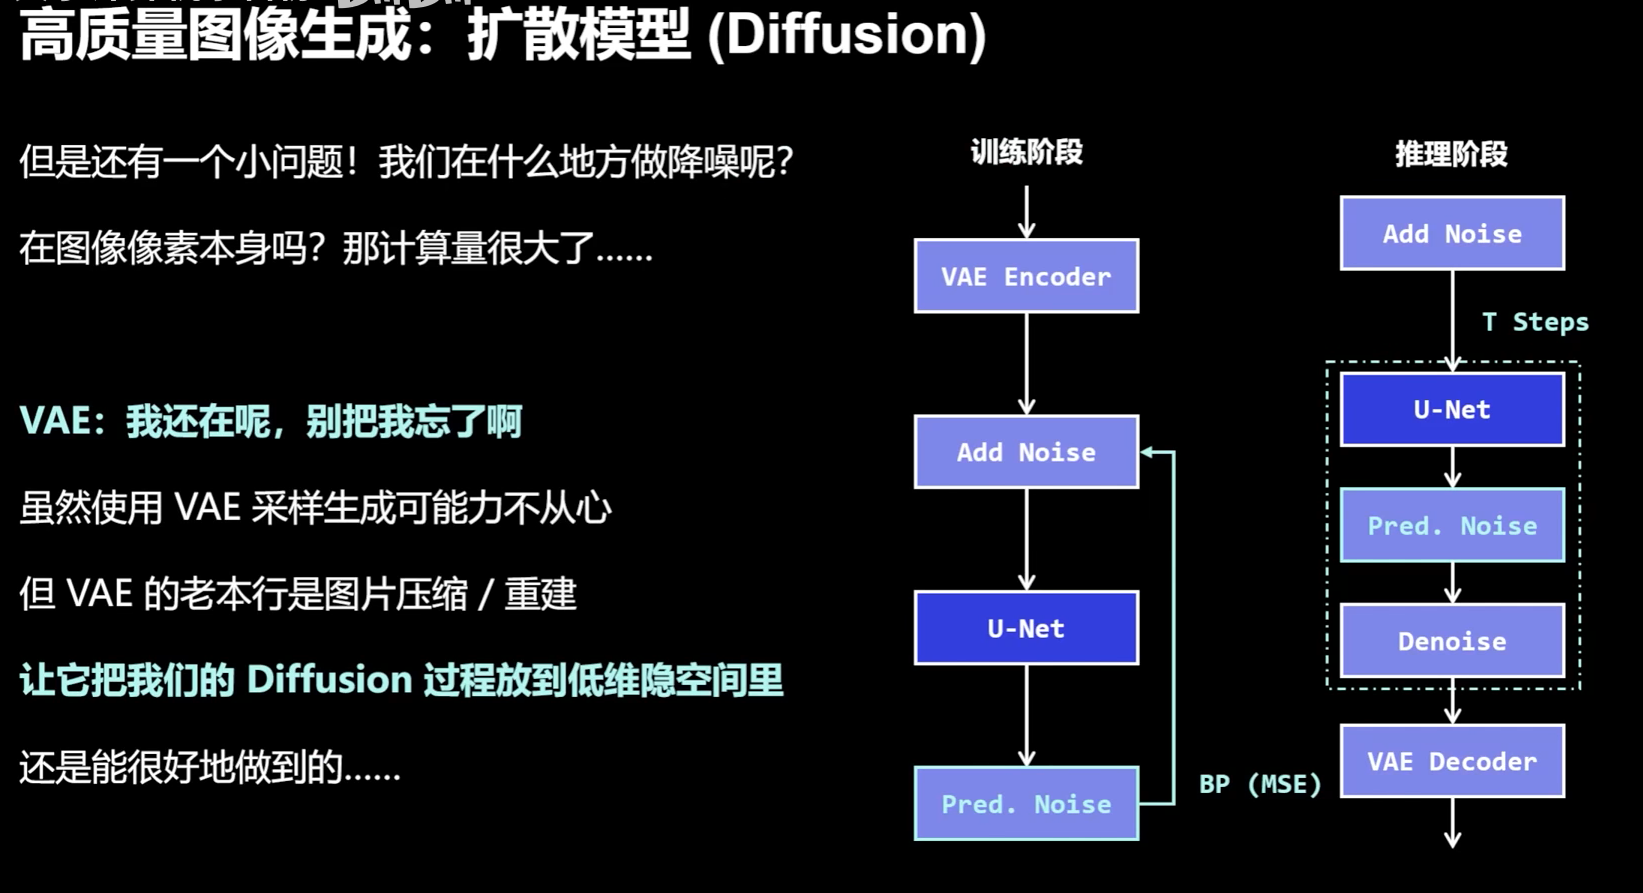 高质量图像生成：扩散模型 (Diffusion)
但是还有一个小问题！我们在什么地方做降噪呢？
在图像像素本身吗？那计算量很大了……
VAE：我还在呢，别把我忘了啊
虽然使用 VAE 采样生成可能力不从心
但 VAE 的老本行是图片压缩 / 重建
让它把我们的 Diffusion 过程放到低维隐空间里
还是能很好地做到的……
训练阶段
VAE Encoder
Add Noise
U-Net
Pred. Noise
BP (MSE)
推理阶段
Add Noise
T Steps
U-Net
Pred. Noise
Denoise
VAE Decoder